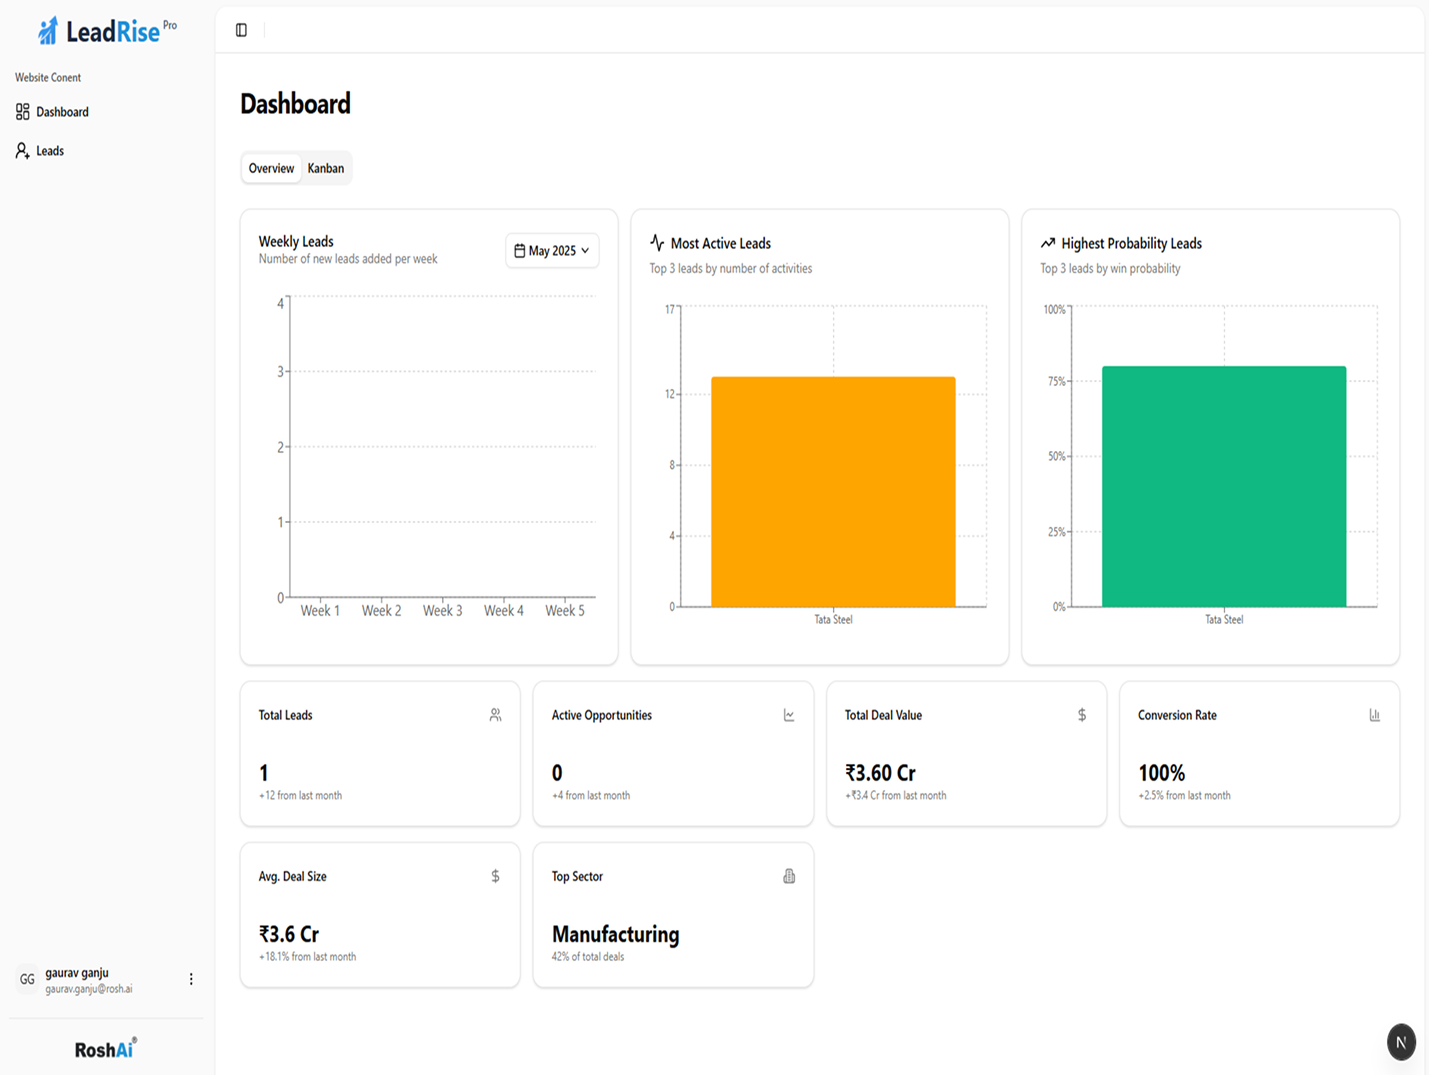 LeadRise Pro
Website Conent
Dashboard
Leads
Dashboard
Overview Kanban
Weekly Leads
Number of new leads added per week
May 2025
4
3
2
1
0
Week 1 Week 2 Week 3 Week 4 Week 5
Most Active Leads
Top 3 leads by number of activities
17
12
8
4
0
Tata Steel
Highest Probability Leads
Top 3 leads by win probability
100%
75%
50%
25%
0%
Tata Steel
Total Leads
1
+12 from last month
Active Opportunities
0
+4 from last month
Total Deal Value
$
₹3.60 Cr
+₹3.4 Cr from last month
Conversion Rate
100%
+2.5% from last month
Avg. Deal Size
$
₹3.6 Cr
+18.1% from last month
Top Sector
Manufacturing
42% of total deals
GG
gaurav ganju
gaurav.ganju@rosh.ai
RoshAi®
N